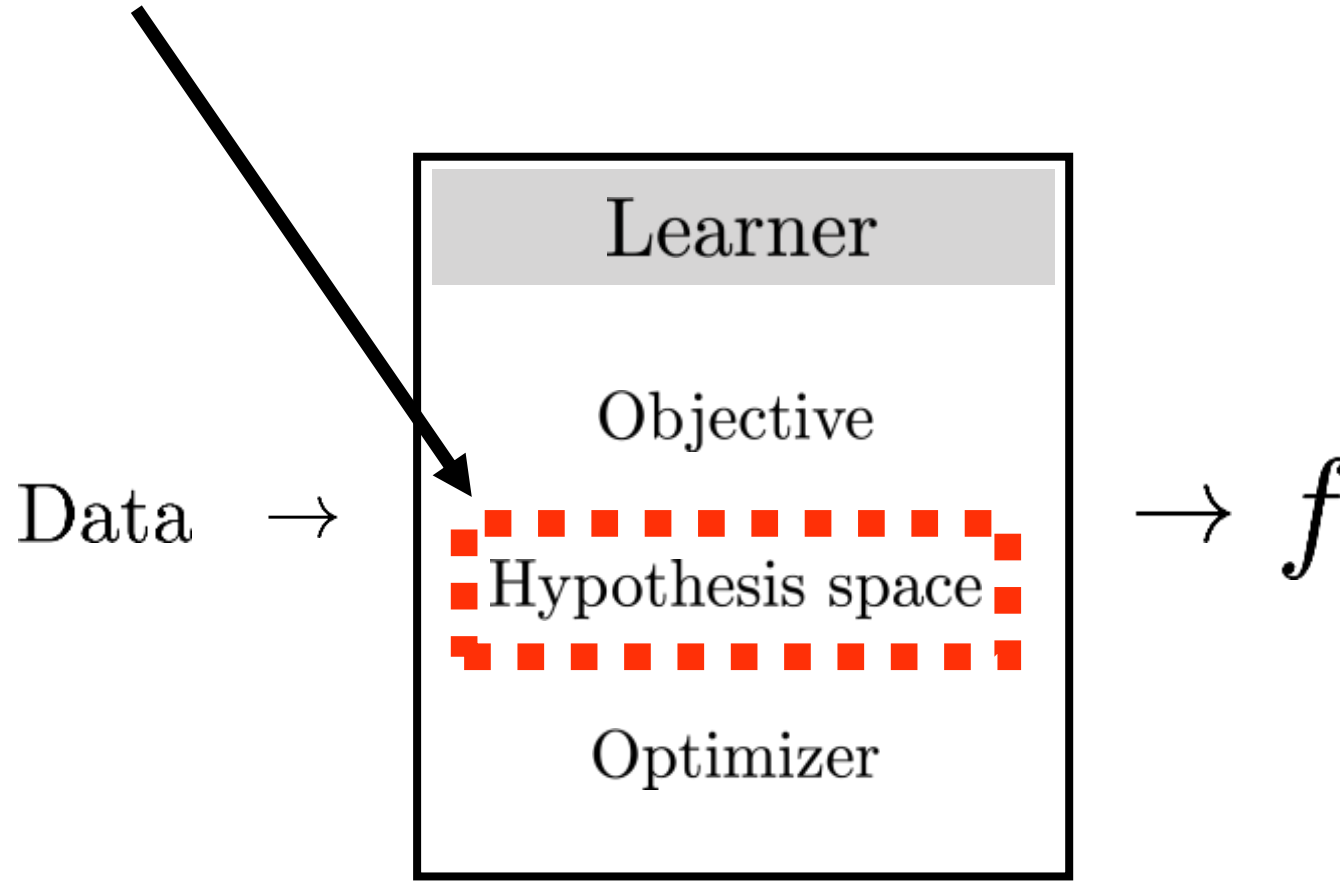 Learner
Objective
Data →
Hypothesis space
→ f
Optimizer